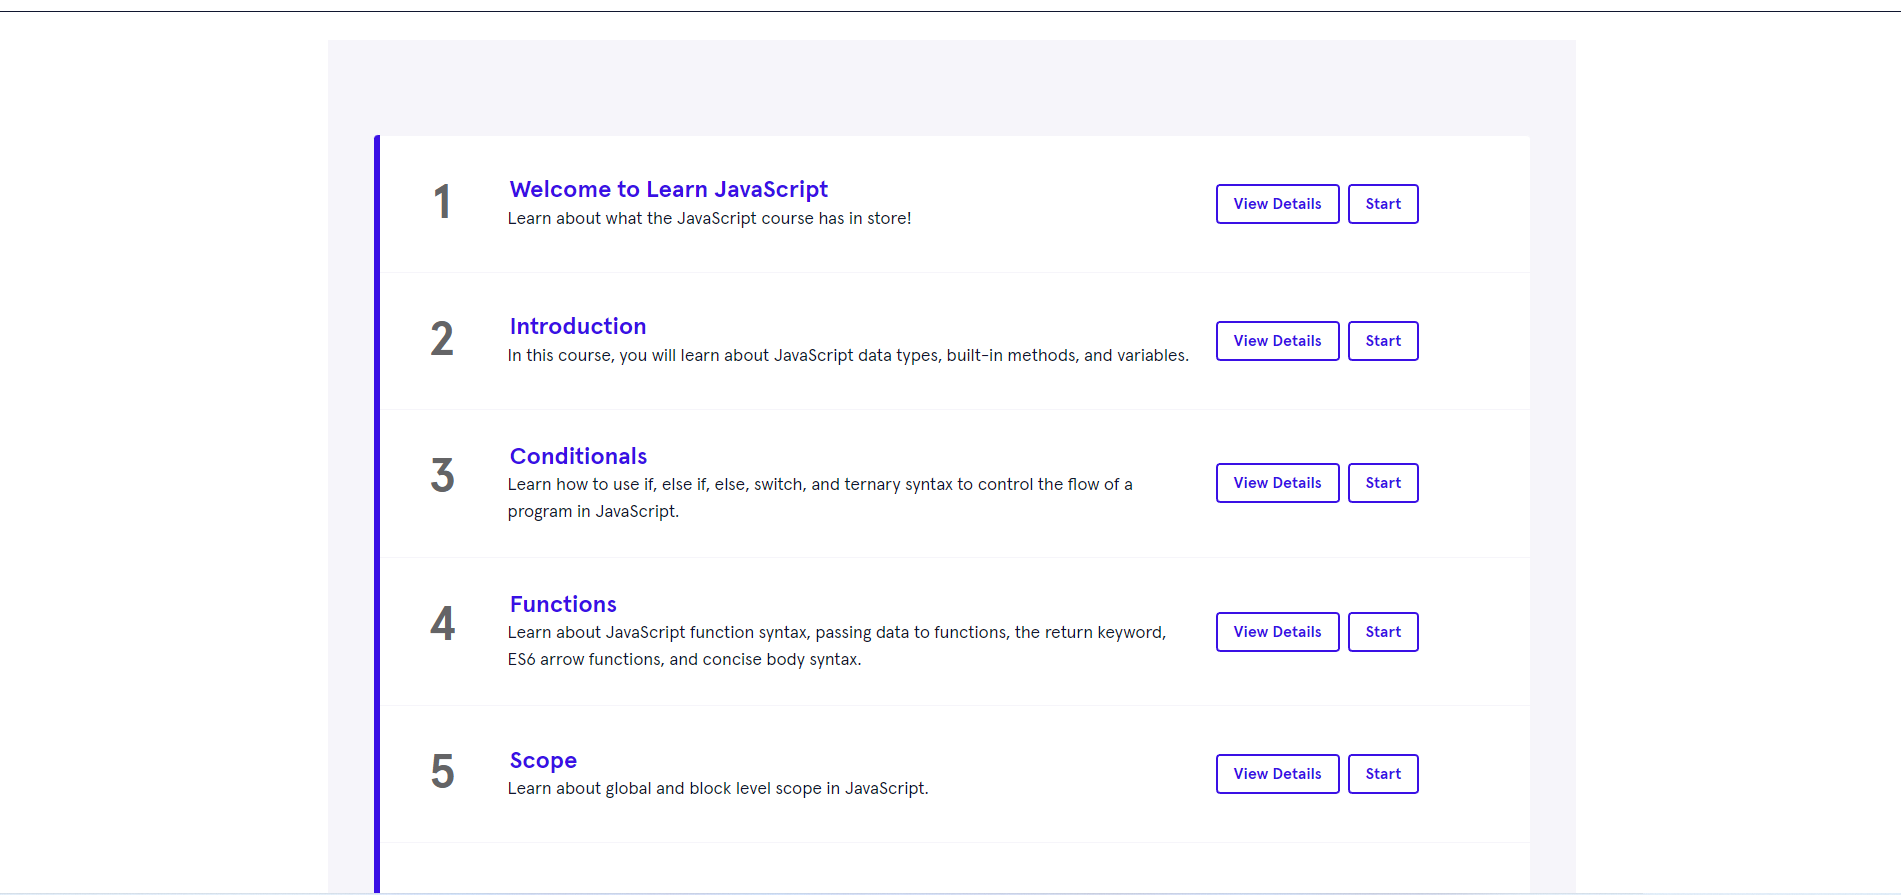 1
Welcome to Learn JavaScript
Learn about what the JavaScript course has in store!
View Details
Start
2
Introduction
In this course, you will learn about JavaScript data types, built-in methods, and variables.
View Details
Start
3
Conditionals
Learn how to use if, else if, else, switch, and ternary syntax to control the flow of a
program in JavaScript.
View Details
Start
4
Functions
Learn about JavaScript function syntax, passing data to functions, the return keyword,
ES6 arrow functions, and concise body syntax.
View Details
Start
5
Scope
Learn about global and block level scope in JavaScript.
View Details
Start